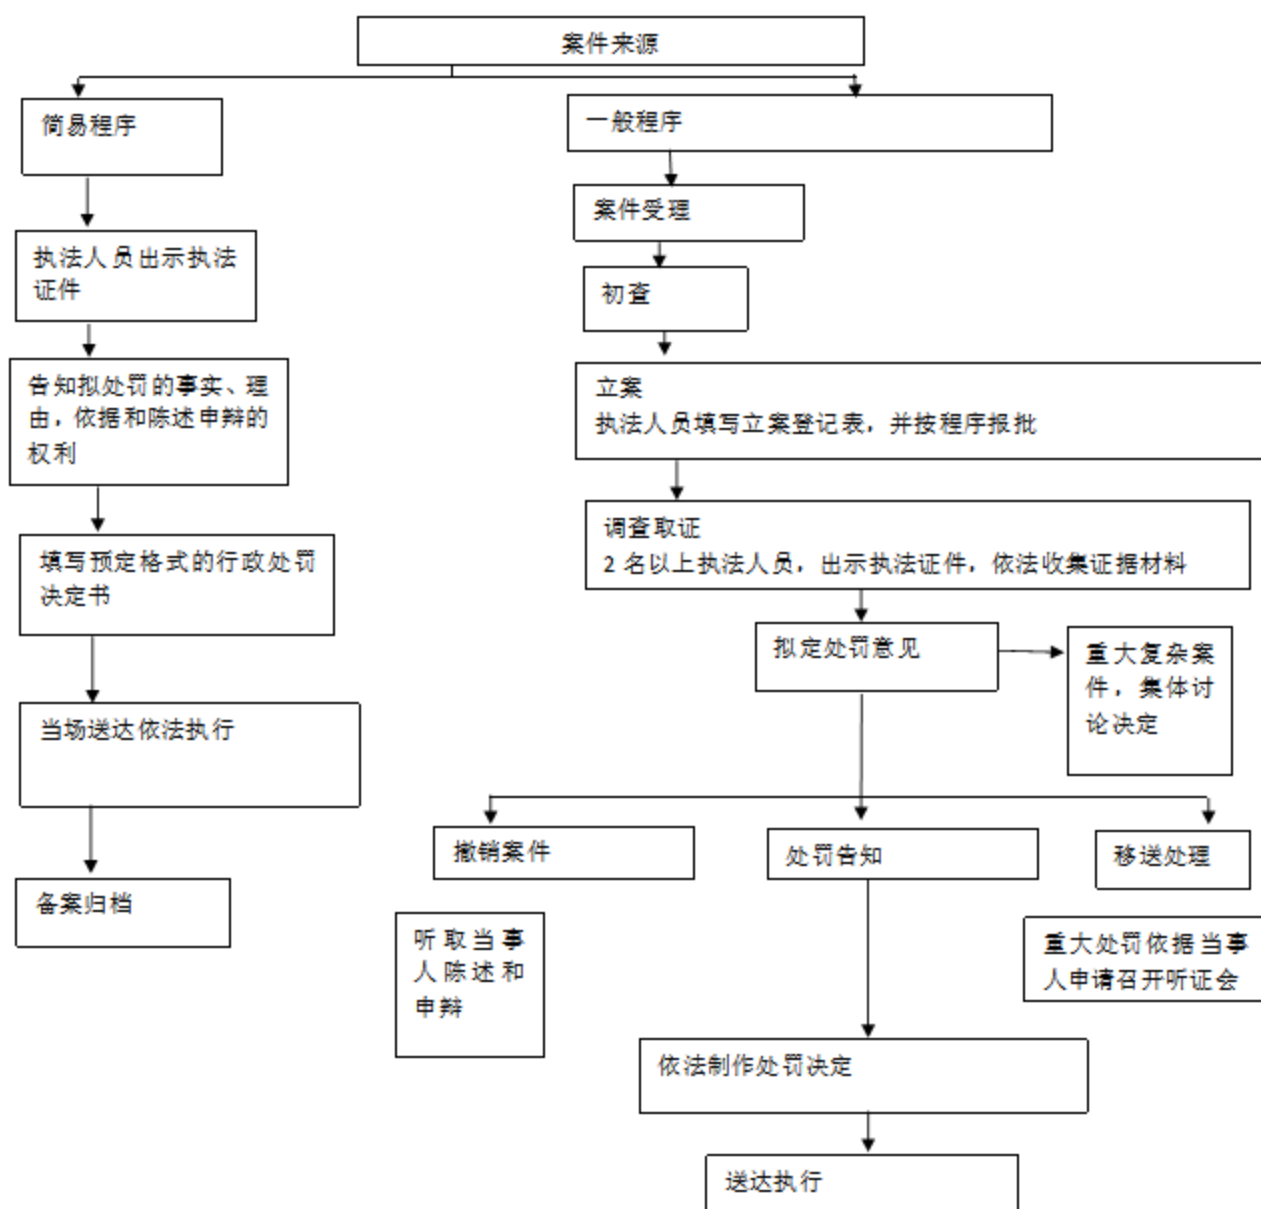 案件来源
简易程序
一般程序
案件受理
执法人员出示执法
证件
初查
告知拟处罚的事实、理
由，依据和陈述申辩的
权利
立案
执法人员填写立案登记表，并按程序报批
调查取证
2 名以上执法人员，出示执法证件，依法收集证据材料
填写预定格式的行政处罚
决定书
拟定处罚意见
重大复杂案
件，集体讨
论决定
当场送达依法执行
撤销案件
处罚告知
移送处理
备案归档
听取当事
人陈述和
申辩
重大处罚依据当事
人申请召开听证会
依法制作处罚决定
送达执行